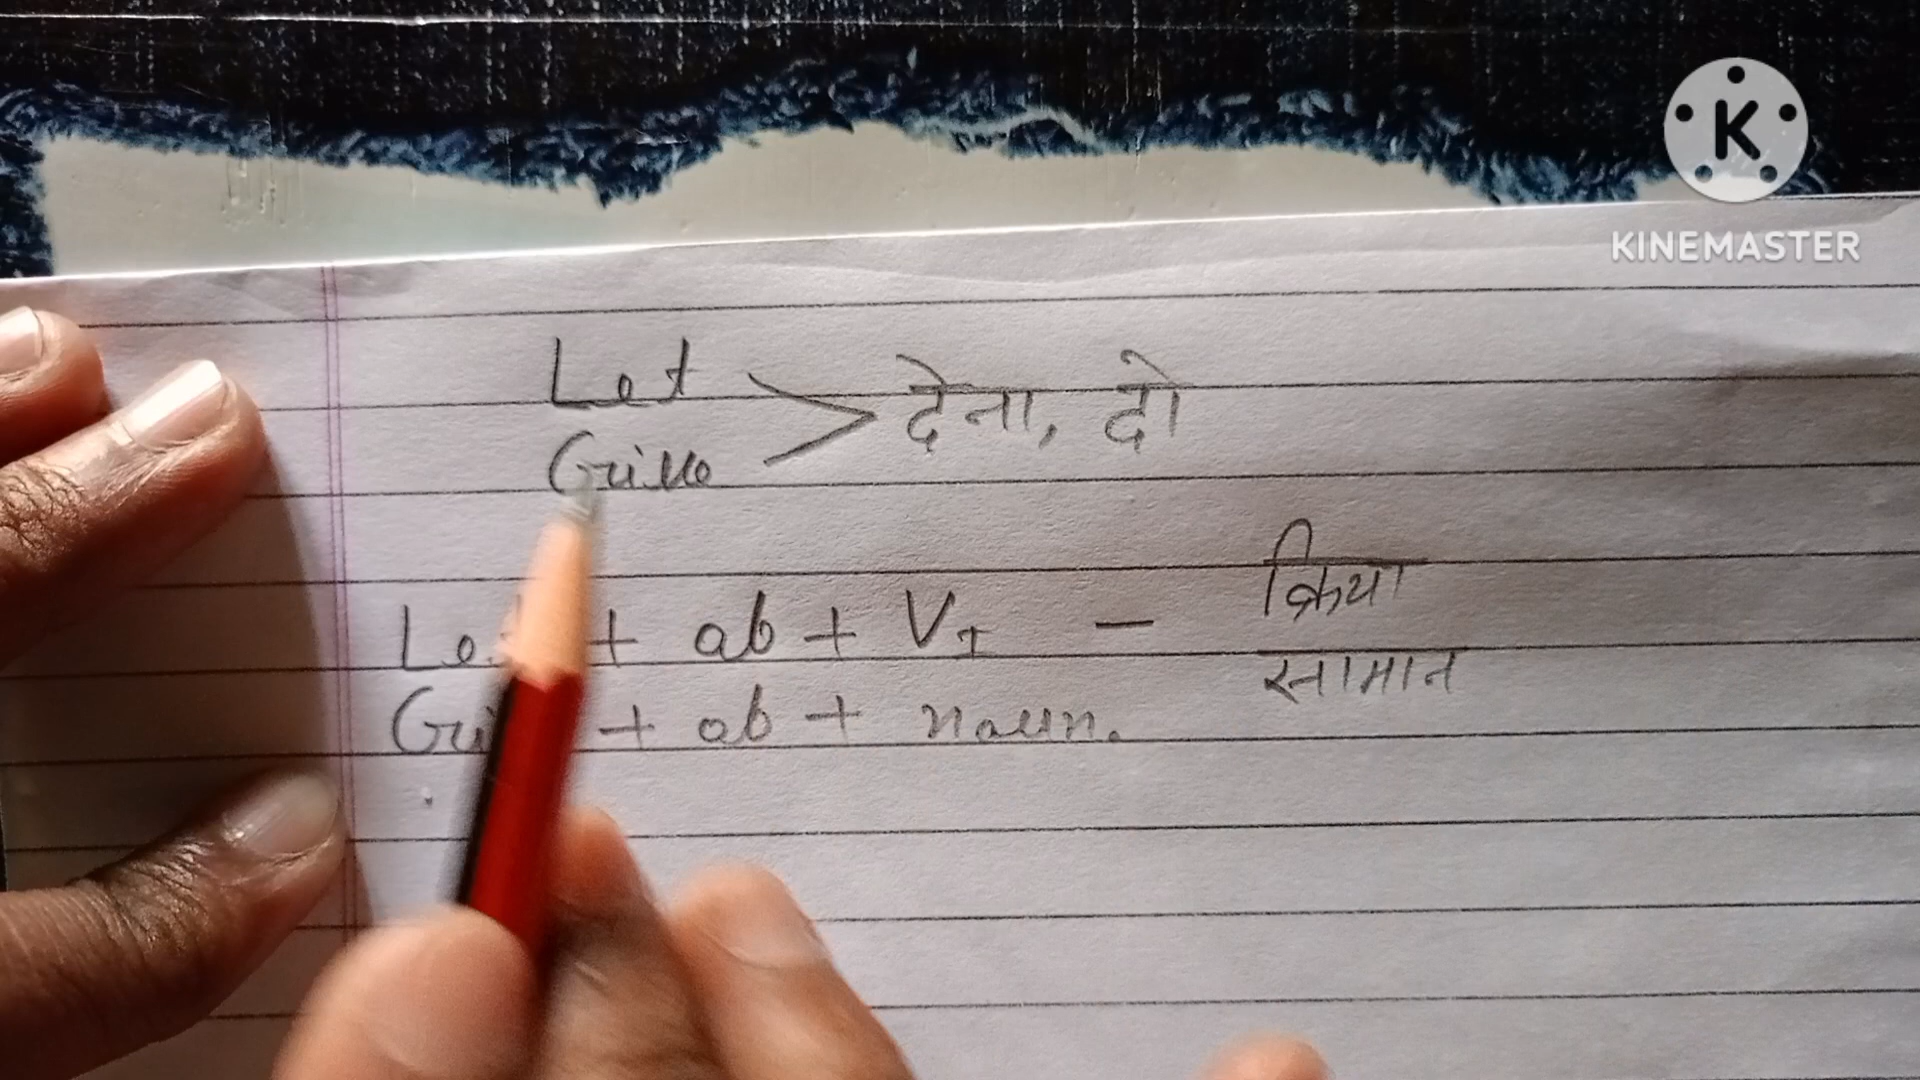 KINEMASTER
Let
Give > देना, दो
+ ab + V1 - क्रिया
सामान
+ ab + noun.